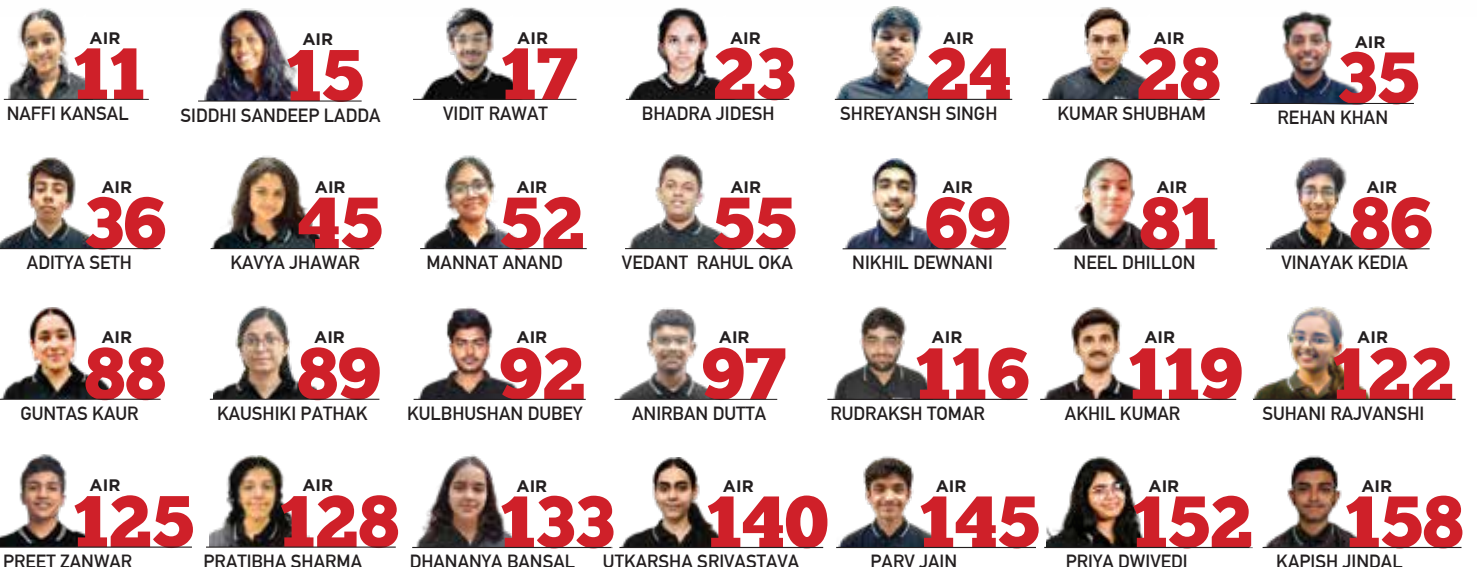 AIR
11
NAFFI KANSAL
AIR
15
SIDDHI SANDEEP LADDA
AIR
17
VIDIT RAWAT
AIR
23
BHADRA JIDESH
AIR
24
SHREYANSH SINGH
AIR
28
KUMAR SHUBHAM
AIR
35
REHAN KHAN
AIR
36
ADITYA SETH
AIR
45
KAVYA JHAWAR
AIR
52
MANNAT ANAND
AIR
55
VEDANT RAHUL OKA
AIR
69
NIKHIL DEWNANI
AIR
81
NEEL DHILLON
AIR
86
VINAYAK KEDIA
AIR
88
GUNTAS KAUR
AIR
89
KAUSHIKI PATHAK
AIR
92
KULBHUSHAN DUBEY
AIR
97
ANIRBAN DUTTA
AIR
116
RUDRAKSH TOMAR
AIR
119
AKHIL KUMAR
AIR
122
SUHANI RAJVANSHI
AIR
125
PREET ZANWAR
AIR
128
PRATIBHA SHARMA
AIR
133
DHANANYA BANSAL
AIR
140
UTKARSHA SRIVASTAVA
AIR
145
PARV JAIN
AIR
152
PRIYA DWIVEDI
AIR
158
KAPISH JINDAL